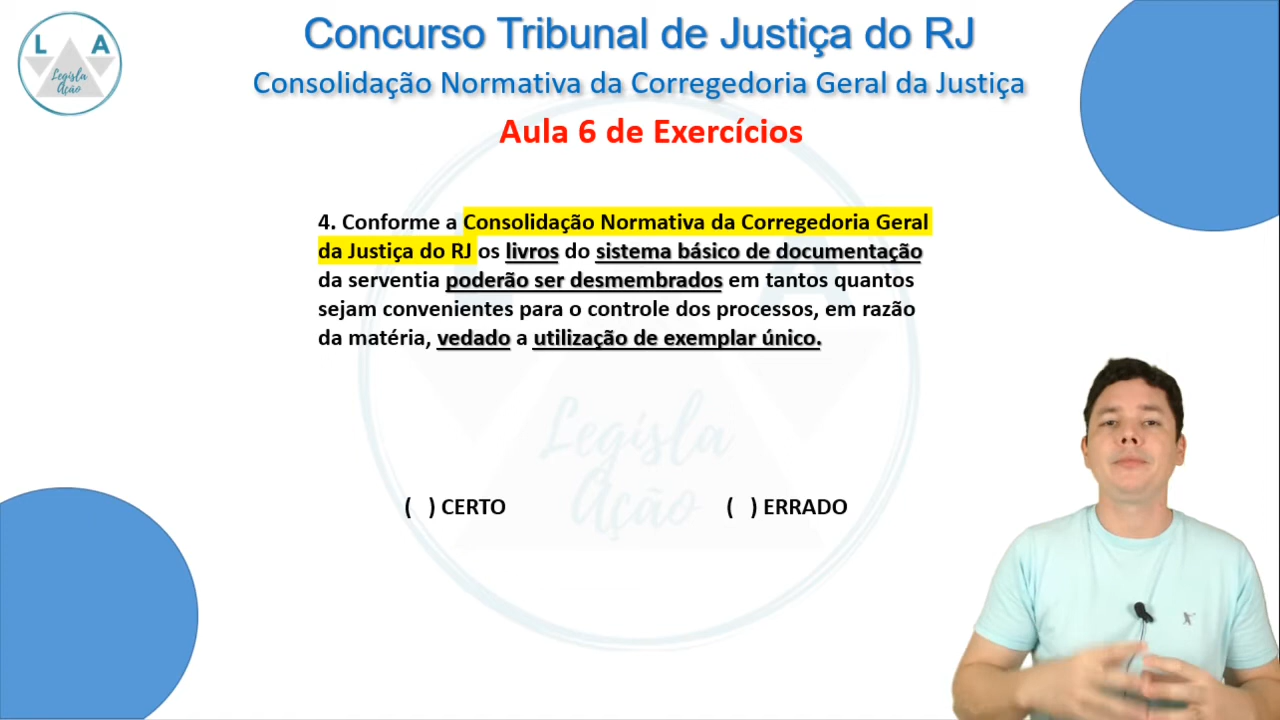 L A
Legisla
Ação
Concurso Tribunal de Justiça do RJ
Consolidação Normativa da Corregedoria Geral da Justiça
Aula 6 de Exercícios
4. Conforme a Consolidação Normativa da Corregedoria Geral
da Justiça do RJ os livros do sistema básico de documentação
da serventia poderão ser desmembrados em tantos quantos
sejam convenientes para o controle dos processos, em razão
da matéria, vedado a utilização de exemplar único.
L A
Legisla
Ação
( ) CERTO ( ) ERRADO